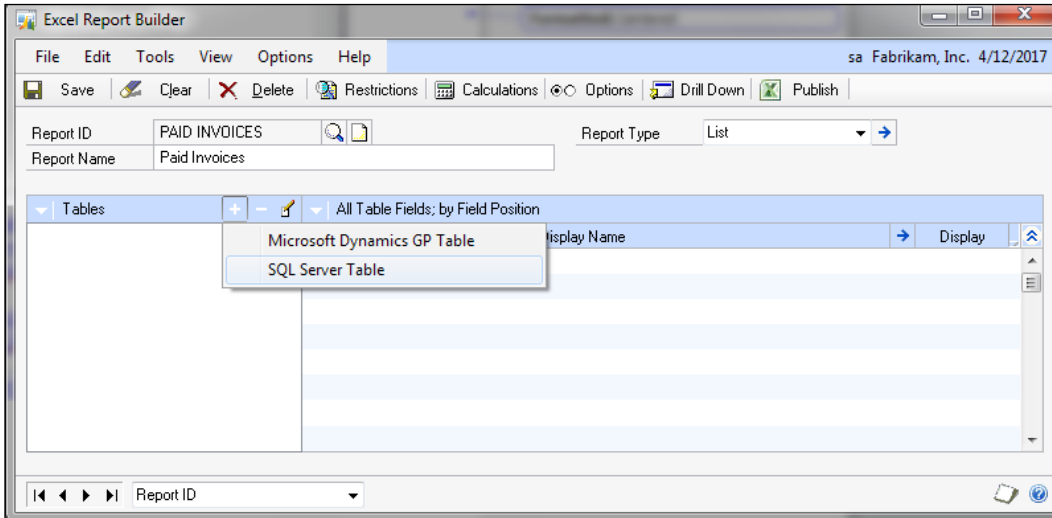 Excel Report Builder
File Edit Tools View Options Help sa Fabrikam, Inc. 4/12/2017
Save Clear Delete Restrictions Calculations Options Drill Down Publish
Report ID PAID INVOICES Report Type List
Report Name Paid Invoices
Tables All Table Fields; by Field Position
Microsoft Dynamics GP Table
Display Name Display
SQL Server Table
Report ID